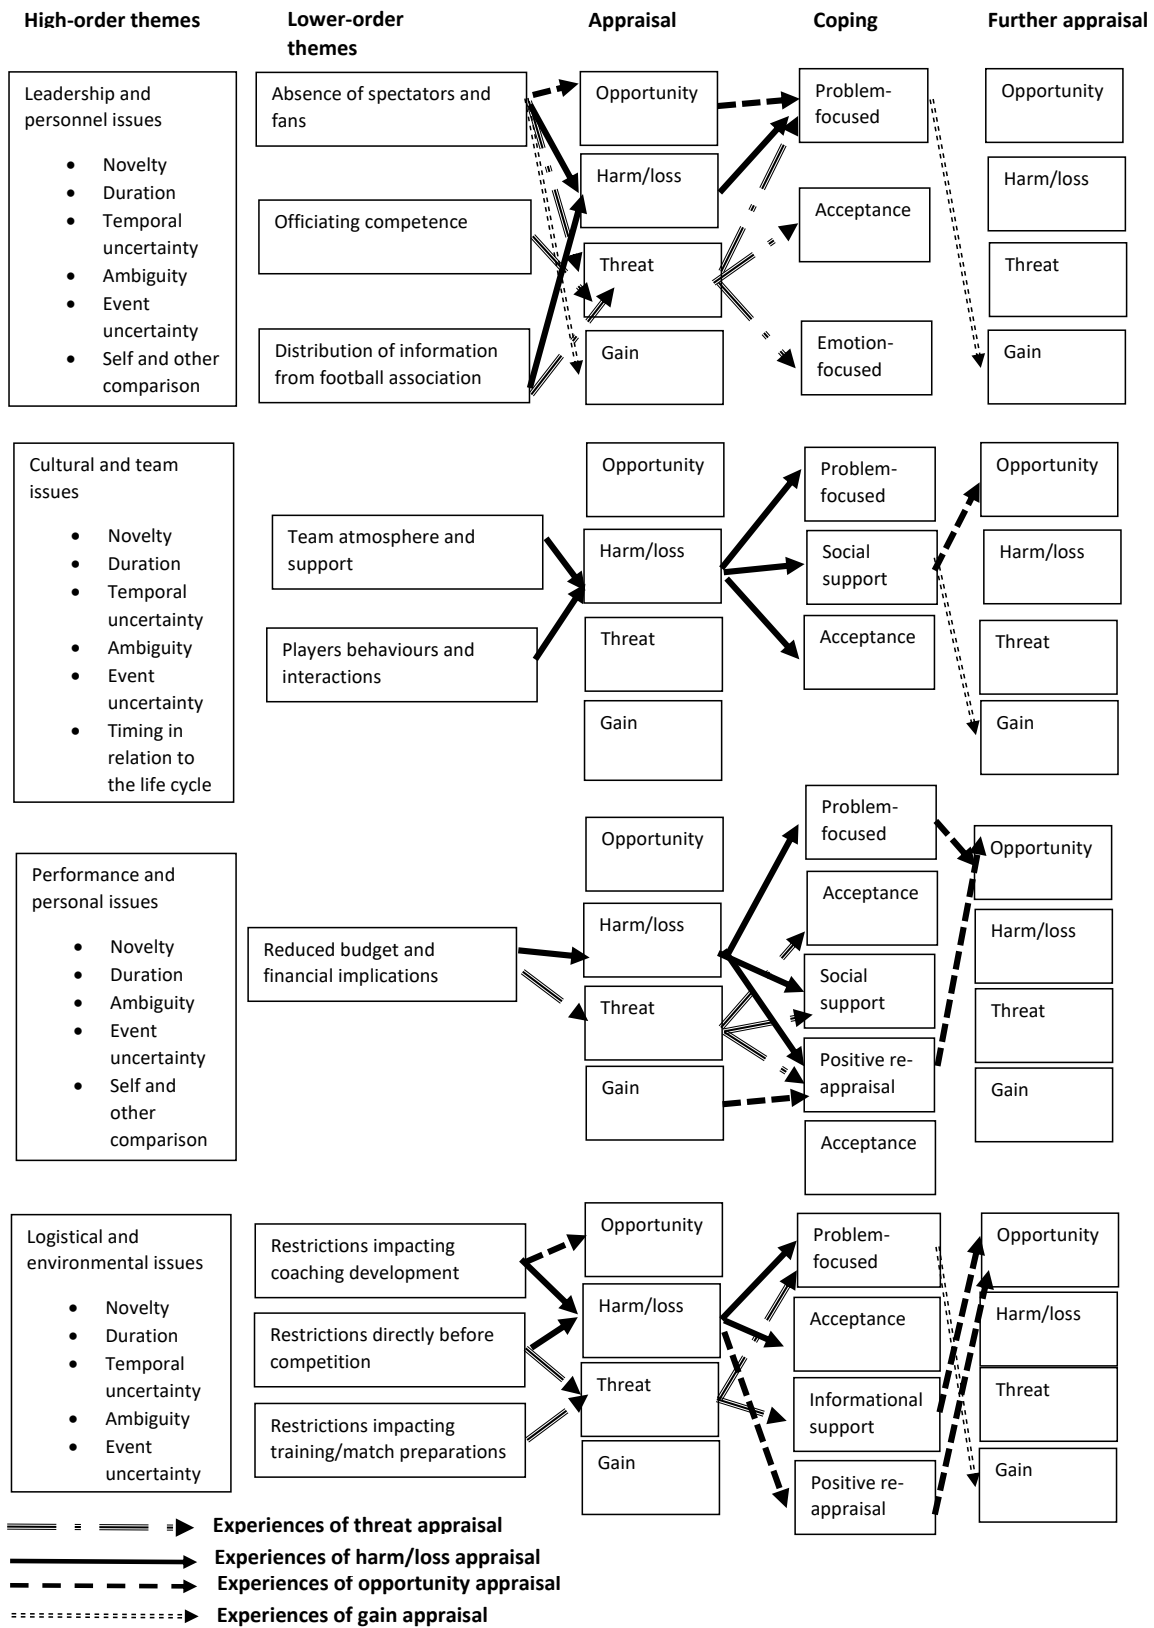 High-order themes
Lower-order
themes
Appraisal
Coping
Further appraisal
Leadership and
personnel issues
• Novelty
• Duration
• Temporal
uncertainty
• Ambiguity
• Event
uncertainty
• Self and other
comparison
Absence of spectators and
fans
Officiating competence
Distribution of information
from football association
Opportunity
Harm/loss
Threat
Gain
Problem-
focused
Acceptance
Emotion-
focused
Opportunity
Harm/loss
Threat
Gain
Cultural and team
issues
• Novelty
• Duration
• Temporal
uncertainty
• Ambiguity
• Event
uncertainty
• Timing in
relation to
the life cycle
Team atmosphere and
support
Players behaviours and
interactions
Opportunity
Harm/loss
Threat
Gain
Problem-
focused
Social
support
Acceptance
Opportunity
Harm/loss
Threat
Gain
Performance and
personal issues
• Novelty
• Duration
• Ambiguity
• Event
uncertainty
• Self and
other
comparison
Reduced budget and
financial implications
Opportunity
Harm/loss
Threat
Gain
Problem-
focused
Acceptance
Social
support
Positive re-
appraisal
Acceptance
Opportunity
Harm/loss
Threat
Gain
Logistical and
environmental issues
• Novelty
• Duration
• Temporal
uncertainty
• Ambiguity
• Event
uncertainty
Restrictions impacting
coaching development
Restrictions directly before
competition
Restrictions impacting
training/match preparations
Opportunity
Harm/loss
Threat
Gain
Problem-
focused
Acceptance
Informational
support
Positive re-
appraisal
Opportunity
Harm/loss
Threat
Gain
Experiences of threat appraisal
Experiences of harm/loss appraisal
Experiences of opportunity appraisal
Experiences of gain appraisal